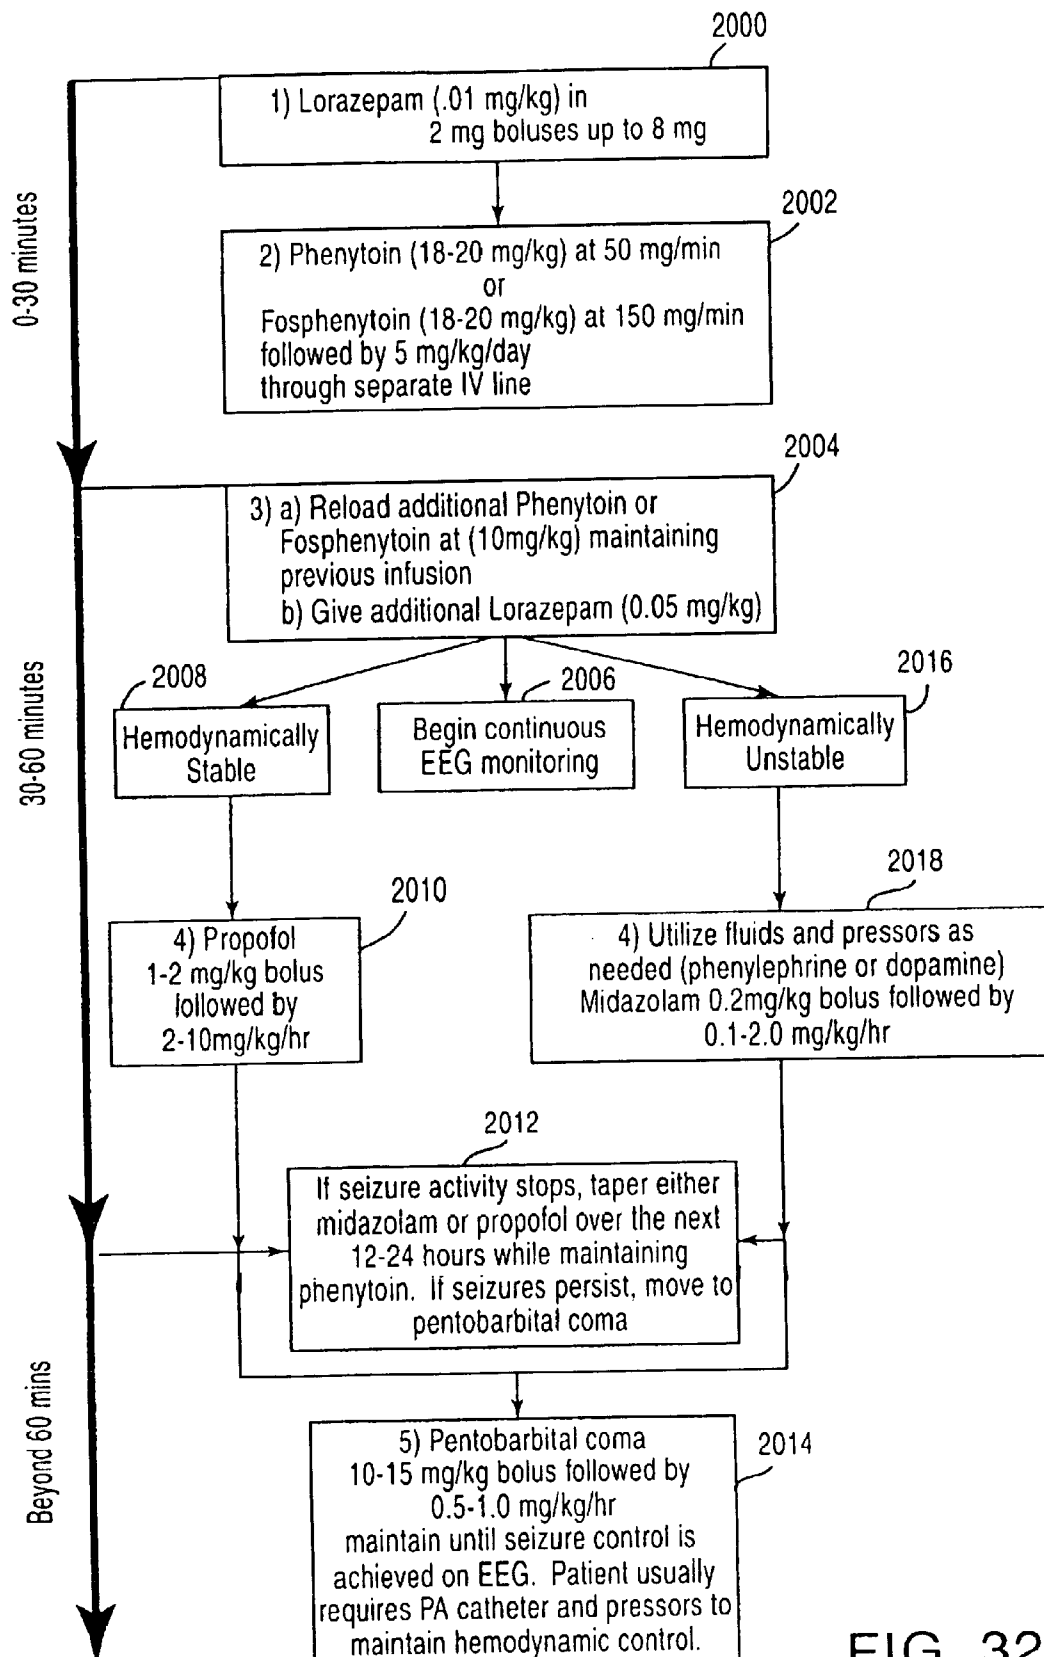 2000
1) Lorazepam (.01 mg/kg) in
2 mg boluses up to 8 mg
0-30 minutes
2002
2) Phenytoin (18-20 mg/kg) at 50 mg/min
or
Fosphenytoin (18-20 mg/kg) at 150 mg/min
followed by 5 mg/kg/day
through separate IV line
2004
3) a) Reload additional Phenytoin or
Fosphenytoin at (10mg/kg) maintaining
previous infusion
b) Give additional Lorazepam (0.05 mg/kg)
30-60 minutes
2008
Hemodynamically
Stable
2006
Begin continuous
EEG monitoring
2016
Hemodynamically
Unstable
2010
4) Propofol
1-2 mg/kg bolus
followed by
2-10mg/kg/hr
2018
4) Utilize fluids and pressors as
needed (phenylephrine or dopamine)
Midazolam 0.2mg/kg bolus followed by
0.1-2.0 mg/kg/hr
2012
If seizure activity stops, taper either
midazolam or propofol over the next
12-24 hours while maintaining
phenytoin. If seizures persist, move to
pentobarbital coma
Beyond 60 mins
2014
5) Pentobarbital coma
10-15 mg/kg bolus followed by
0.5-1.0 mg/kg/hr
maintain until seizure control is
achieved on EEG. Patient usually
requires PA catheter and pressors to
maintain hemodynamic control.
FIG. 32